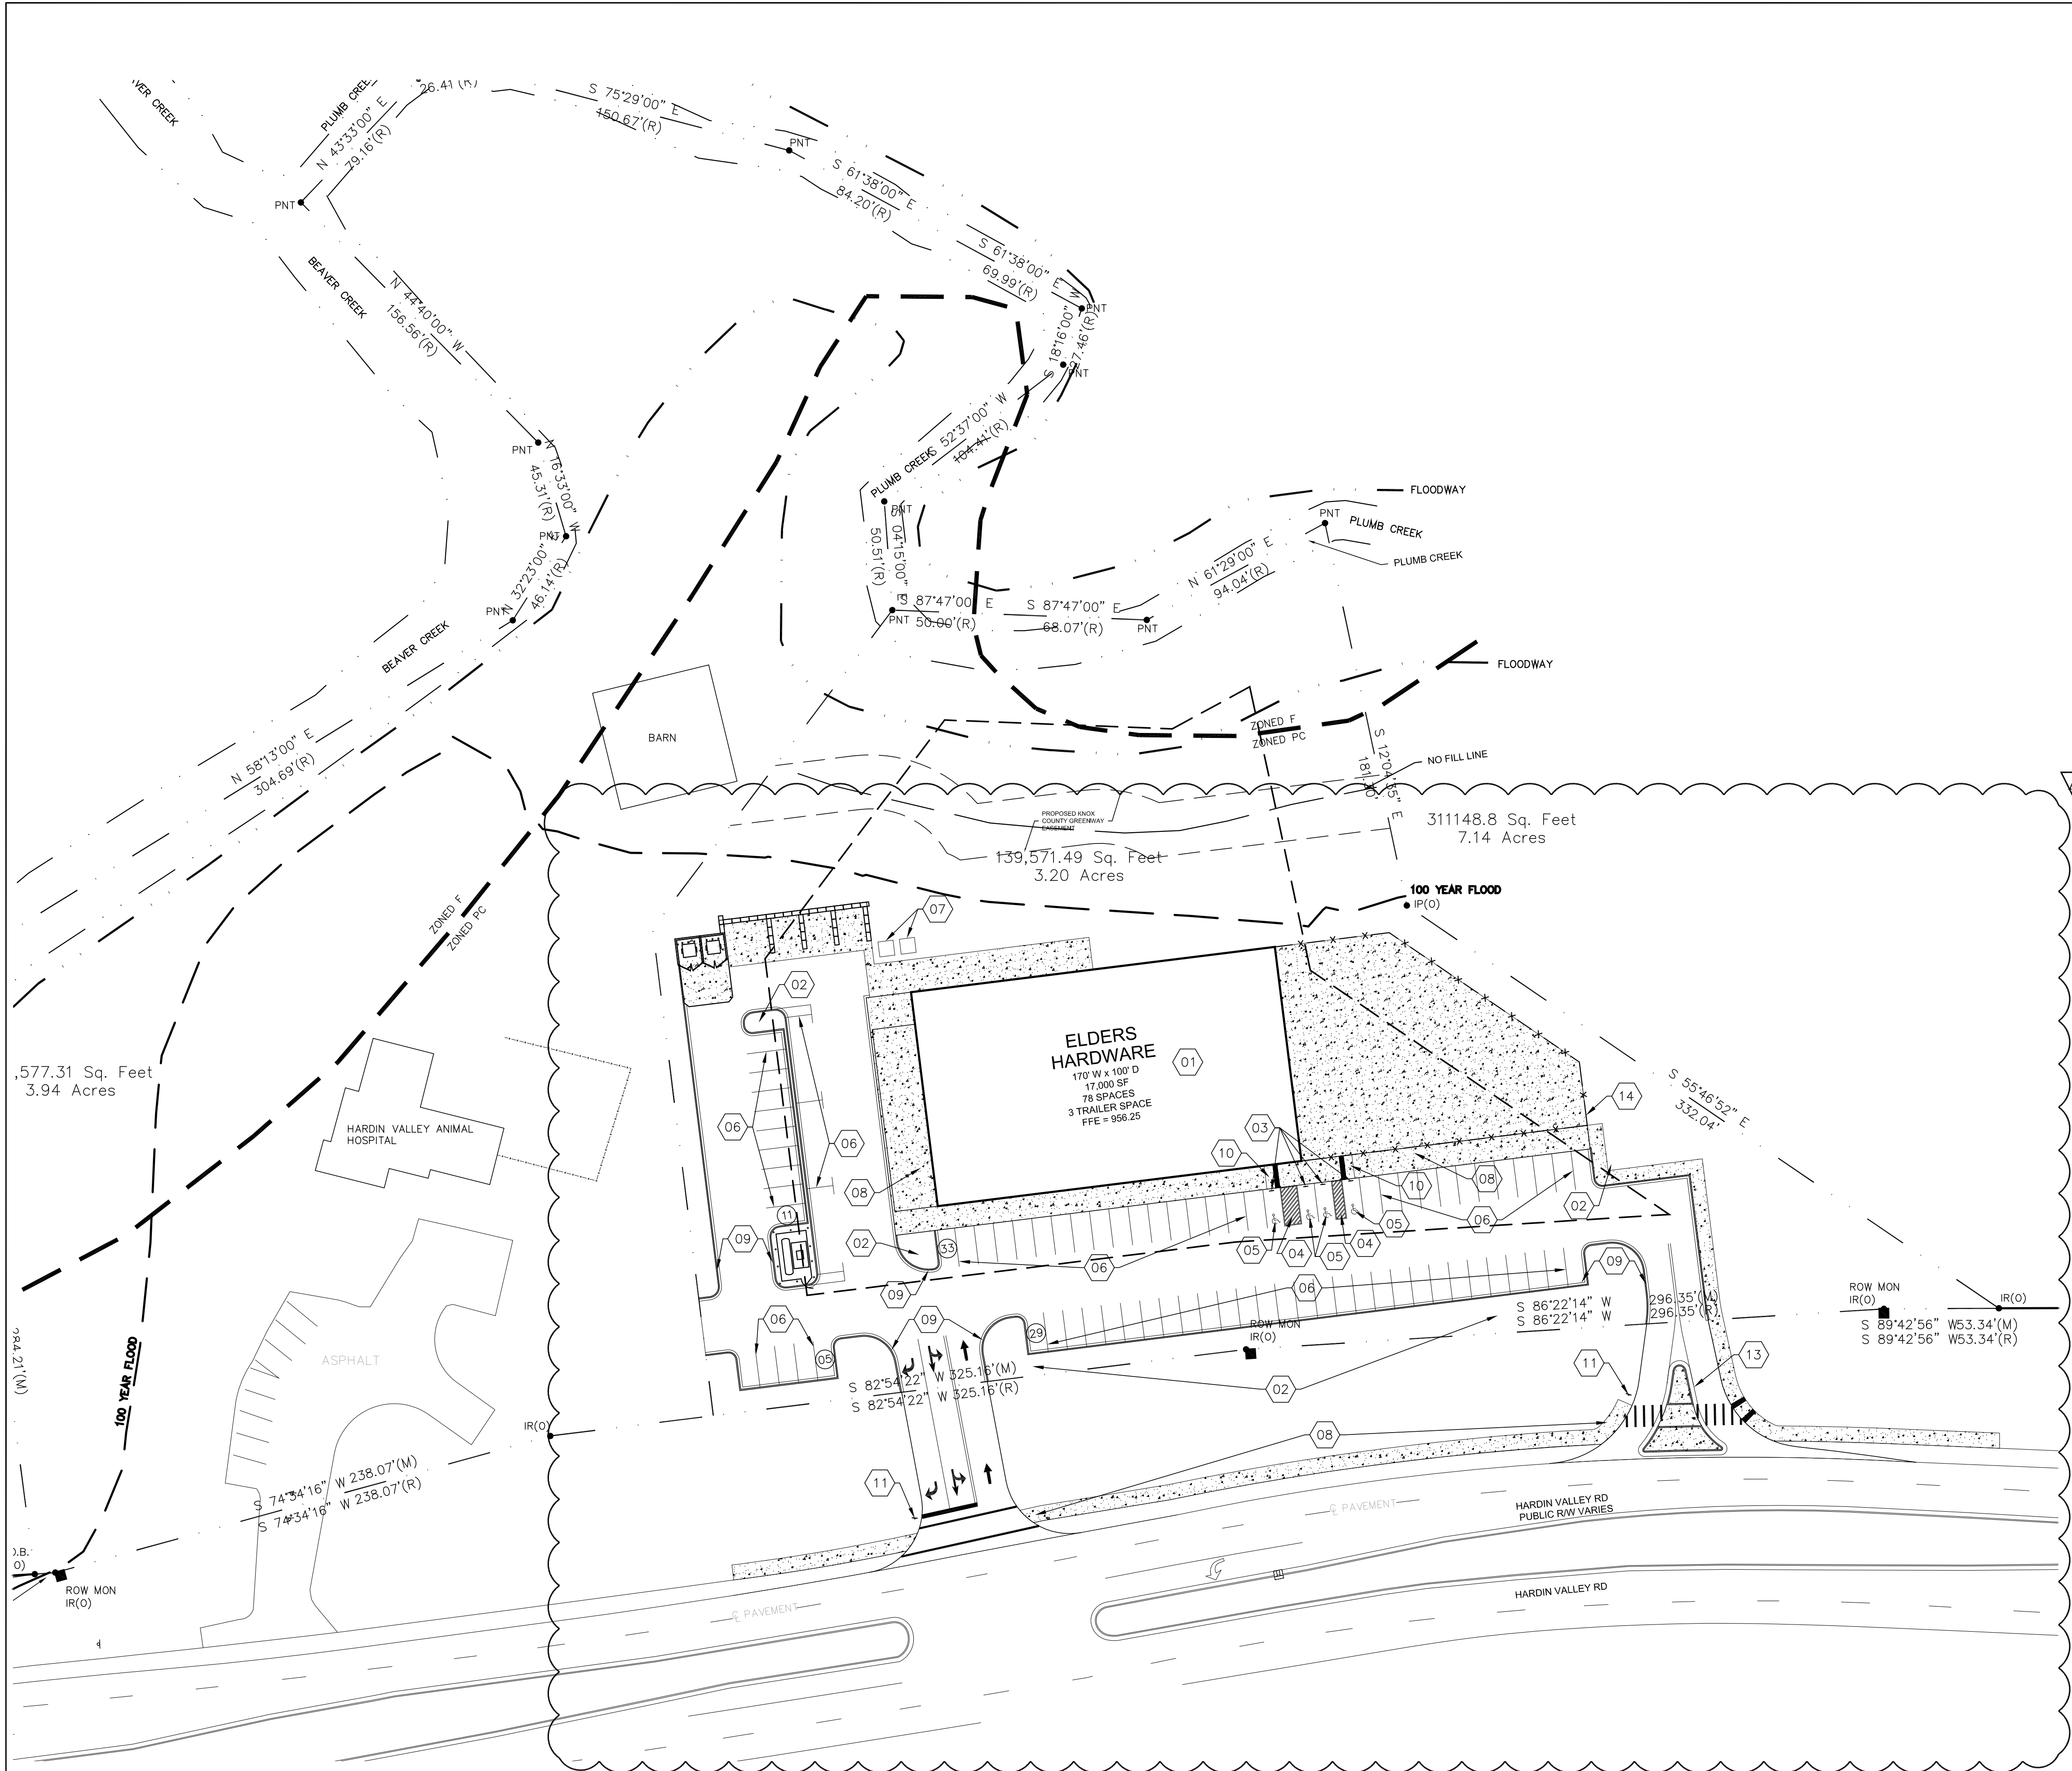 PLUMB CREEK
26.41'(R)
N 43°33'00" E
79.16'(R)
S 75°29'00" E
150.67'(R)
PNT
S 61°38'00" E
84.20'(R)
PNT
BEAVER CREEK
N 44°40'00" W
156.56'(R)
S 61°38'00" E
69.99'(R)
PNT
S 18°16'00" W
PNT
S 52°37'00" W
104.41'(R)
PLUMB CREEK
PNT
S 04°15'00" E
50.51'(R)
PNT
N 16°33'00" W
45.31'(R)
PNT
N 32°23'00" E
46.14'(R)
PNT
BEAVER CREEK
N 58°13'00" E
304.69'(R)
S 87°47'00" E
50.00'(R)
PNT
S 87°47'00" E
68.07'(R)
PNT
N 61°29'00" E
94.04'(R)
PNT
FLOODWAY
PLUMB CREEK
PLUMB CREEK
FLOODWAY
BARN
ZONED F
ZONED PC
S 12°04'35" E
NO FILL LINE
PROPOSED KNOX
COUNTY GREENWAY
EASEMENT
139,571.49 Sq. Feet
3.20 Acres
311148.8 Sq. Feet
7.14 Acres
100 YEAR FLOOD
IP(O)
ZONED F
ZONED PC
07
02
ELDERS
HARDWARE
01
170' W x 100' D
17,000 SF
78 SPACES
3 TRAILER SPACE
FFE = 956.25
,577.31 Sq. Feet
3.94 Acres
HARDIN VALLEY ANIMAL
HOSPITAL
S 55°46'52" E
332.04'
14
06
06
03
10
08
10
08
02
06
11
09
02
33
05
04
05
04
05
06
09
06
09
ROW MON
IR(O)
IR(O)
S 89°42'56" W53.34'(M)
S 89°42'56" W53.34'(R)
S 86°22'14" W 296.35'(M)
S 86°22'14" W 296.35'(R)
06
05
09
29
ROW MON
IR(O)
ASPHALT
S 82°54'22" W 325.16'(M)
S 82°54'22" W 325.16'(R)
02
11
13
284.21'(M)
100 YEAR FLOOD
IR(O)
08
11
S 74°34'16" W 238.07'(M)
S 74°34'16" W 238.07'(R)
℄ PAVEMENT
HARDIN VALLEY RD
PUBLIC R/W VARIES
ROW MON
IR(O)
℄ PAVEMENT
HARDIN VALLEY RD